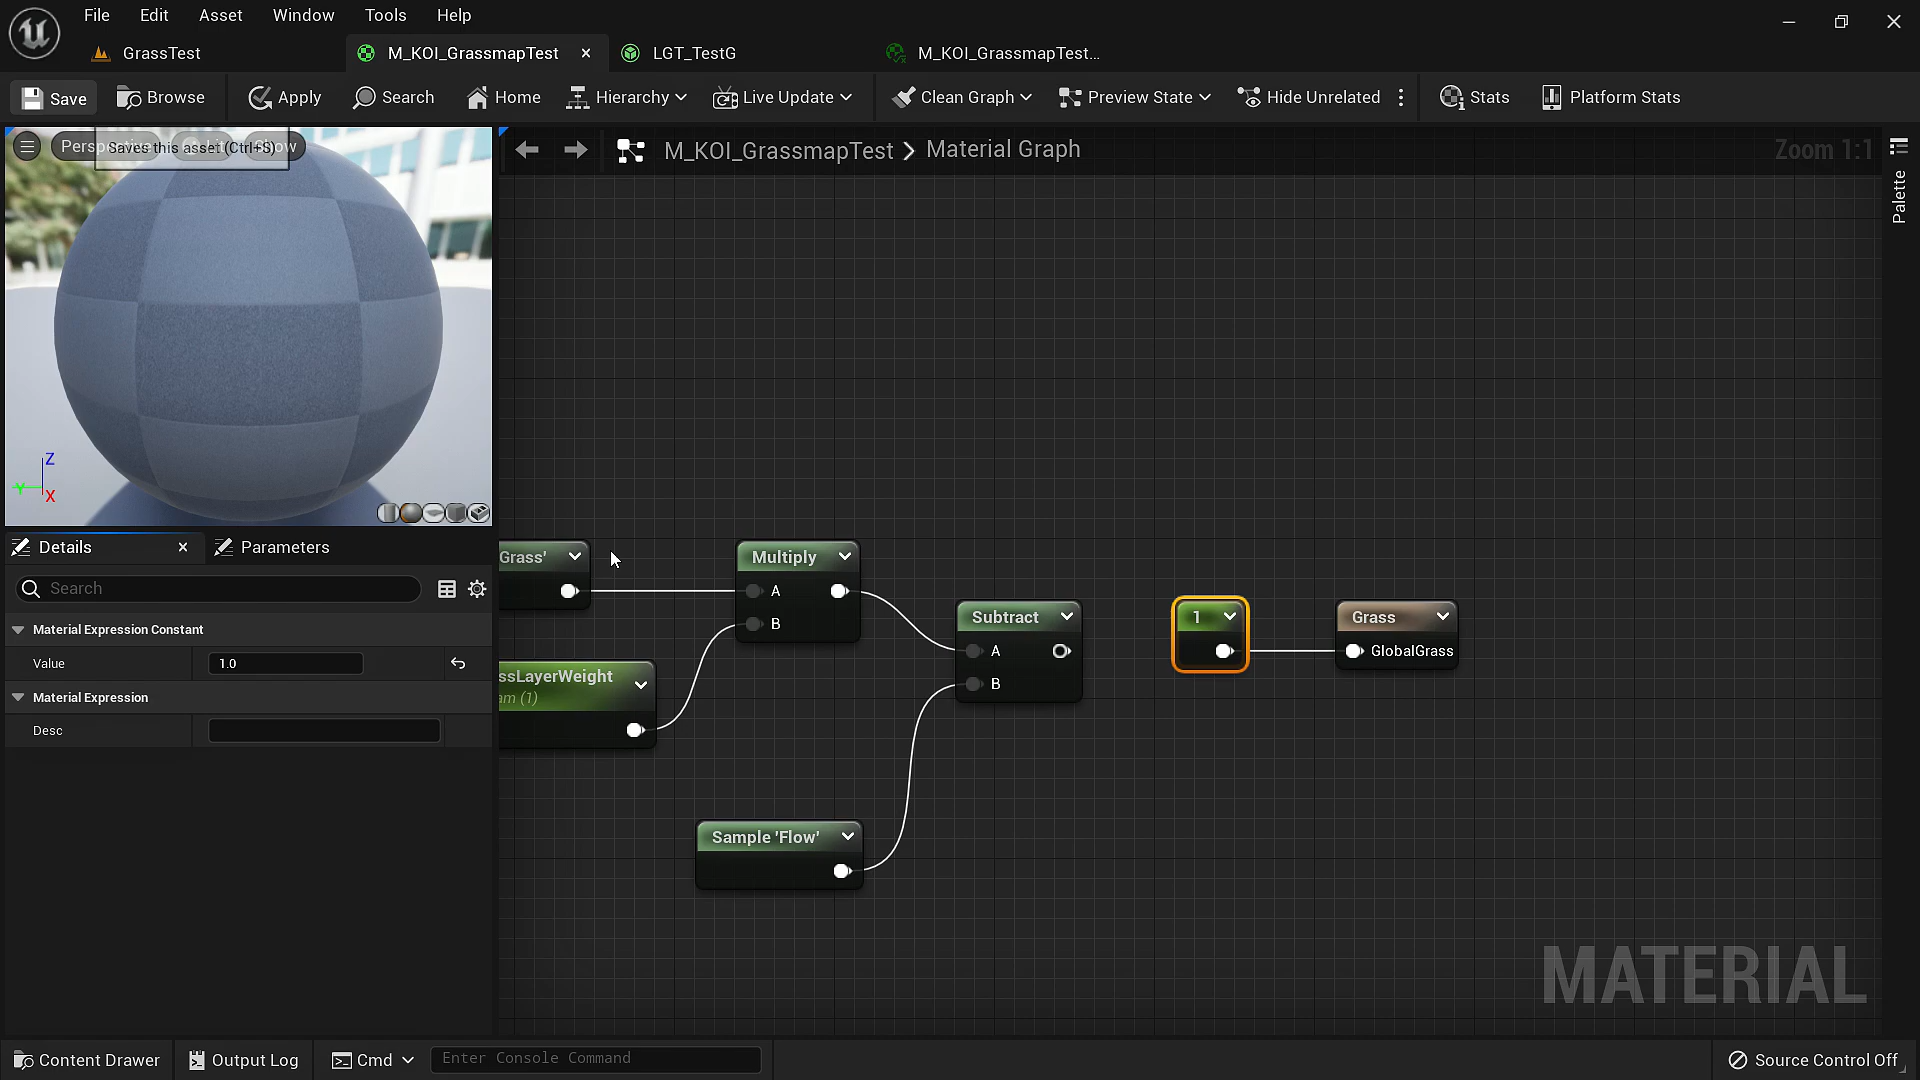 File Edit Asset Window Tools Help
GrassTest M_KOI_GrassmapTest LGT_TestG M_KOI_GrassmapTest...
Save Browse Apply Search Home Hierarchy Live Update Clean Graph Preview State Hide Unrelated Stats Platform Stats
Saves this asset (Ctrl+S)
M_KOI_GrassmapTest > Material Graph
Zoom 1:1
Palette
Z
Y
X
Details Parameters
Search
Material Expression Constant
Value 1.0
Material Expression
Desc
Grass'
Multiply
A
B
ssLayerWeight
am (1)
Subtract
A
B
1
Grass
GlobalGrass
Sample 'Flow'
MATERIAL
Content Drawer Output Log Cmd Enter Console Command Source Control Off